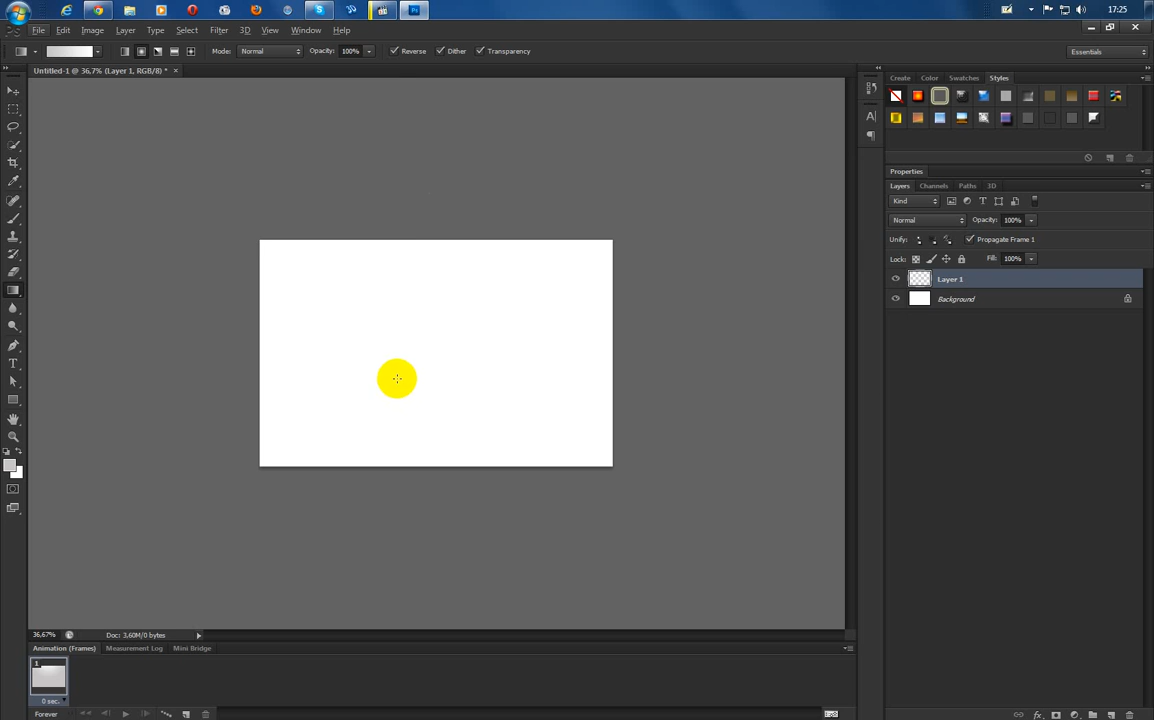 17:25
File Edit Image Layer Type Select Filter 3D View Window Help
Mode: Normal Opacity: 100% Reverse Dither Transparency Essentials
Untitled-1 @ 36,7% (Layer 1, RGB/8) * ×
Create Color Swatches Styles
Properties
Layers Channels Paths 3D
Kind
Normal Opacity: 100%
Unify: Propagate Frame 1
Lock: Fill: 100%
Layer 1
Background
36,67% Doc: 3,60M/0 bytes
Animation (Frames) Measurement Log Mini Bridge
1
0 sec.
Forever